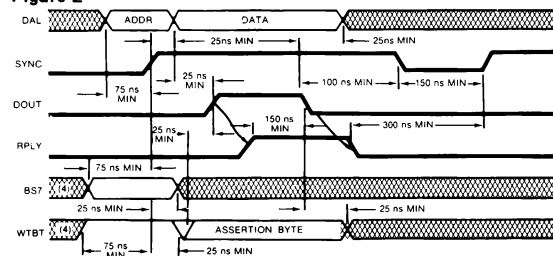 Figure 2
DAL
ADDR
DATA
25ns MIN
25ns MIN
SYNC
75 ns
MIN
25 ns
MIN
100 ns MIN
150 ns
MIN
DOUT
25 ns
MIN
150 ns
MIN
300 ns MIN
RPLY
75 ns MIN
BS7
(4)
25 ns MIN
25 ns MIN
WTBT
(4)
ASSERTION BYTE
75 ns
MIN
25 ns MIN